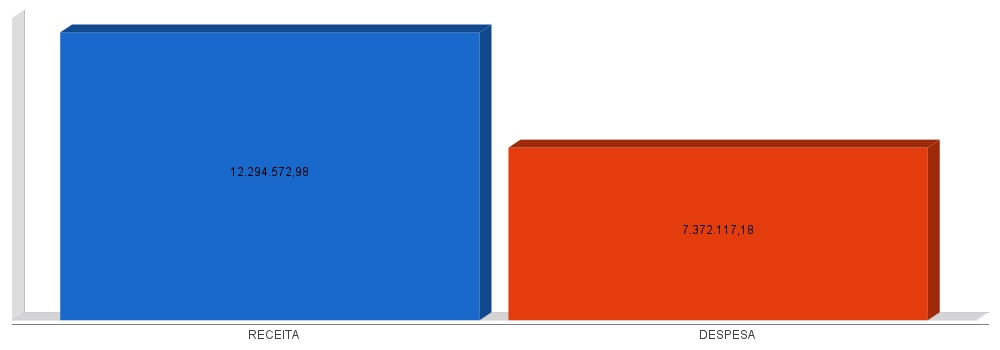 12.294.572,98
7.372.117,18
RECEITA
DESPESA